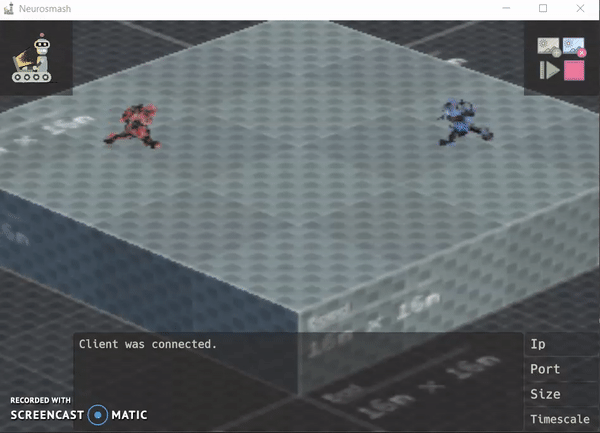 Neurosmash
16m × 16m
Client was connected.
Ip
Port
Size
Timescale
16m × 16m
RECORDED WITH
SCREENCAST MATIC